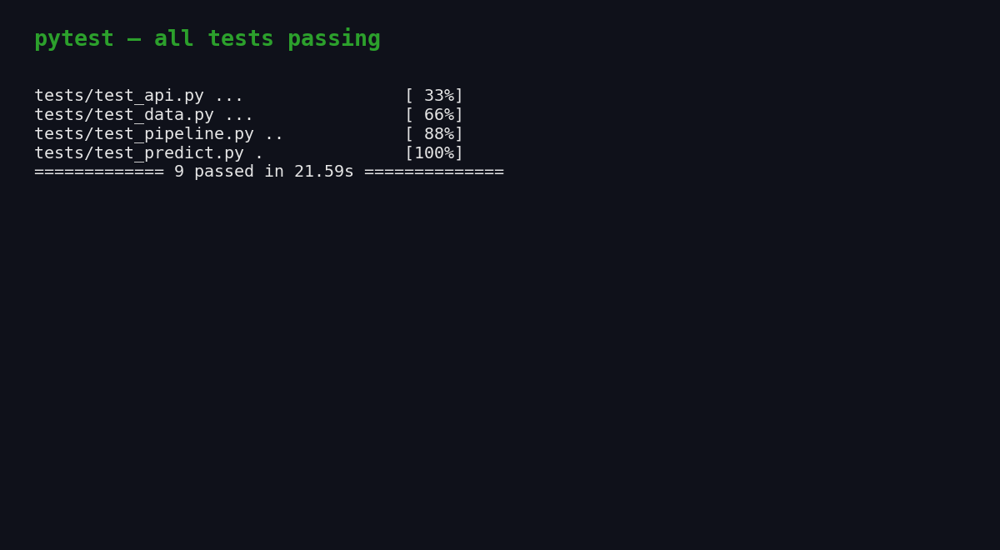 pytest — all tests passing
tests/test_api.py ... [ 33%]
tests/test_data.py ... [ 66%]
tests/test_pipeline.py .. [ 88%]
tests/test_predict.py . [100%]
============= 9 passed in 21.59s ==============